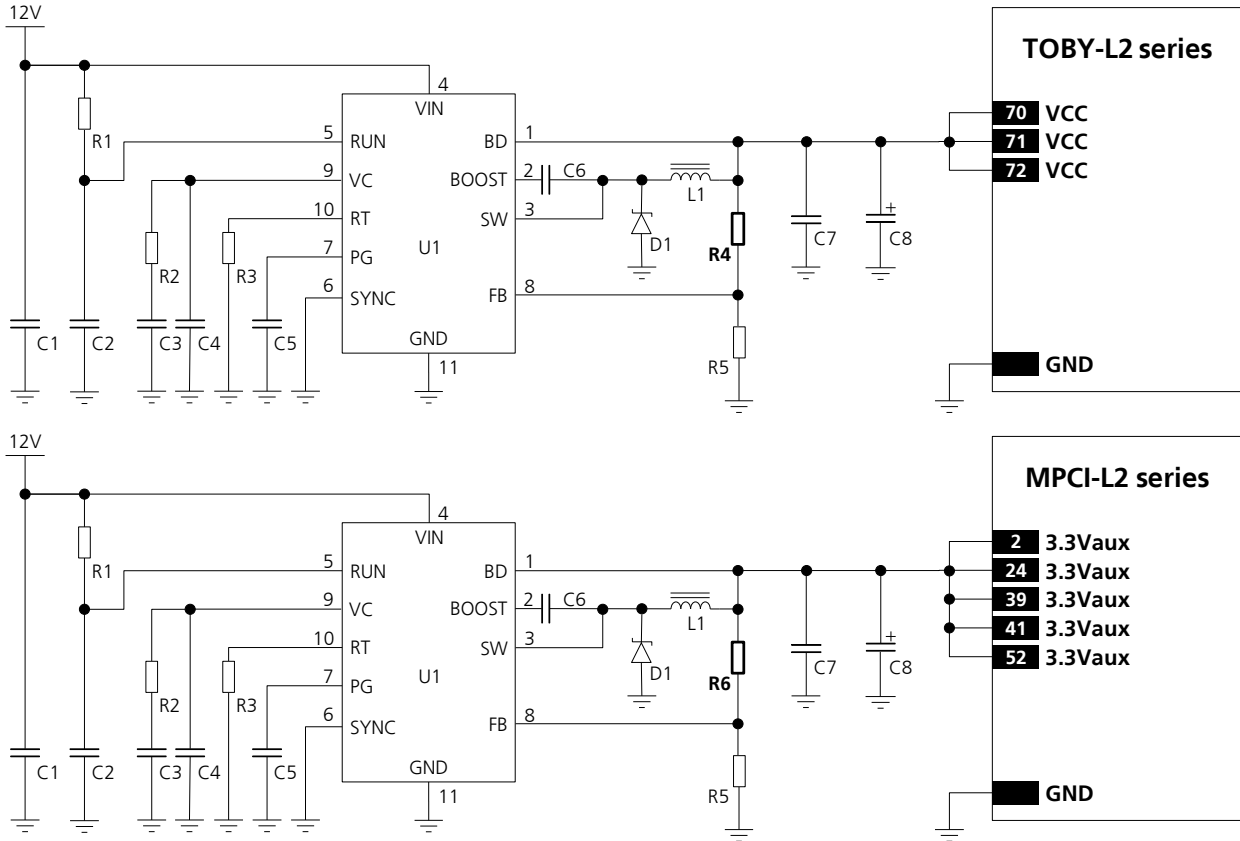 12V
TOBY-L2 series
4
VIN
70 VCC
R1
5 RUN
BD 1
71 VCC
9 VC
BOOST 2
C6
72 VCC
L1
10 RT
SW 3
U1
R2
R3
7 PG
D1
R4
C7
+
C8
6 SYNC
FB 8
C1
C2
C3
C4
C5
GND
R5
11
GND
12V
MPCI-L2 series
4
VIN
2 3.3Vaux
R1
5 RUN
BD 1
24 3.3Vaux
9 VC
BOOST 2
C6
39 3.3Vaux
L1
10 RT
SW 3
41 3.3Vaux
+
52 3.3Vaux
U1
R2
R3
7 PG
D1
R6
C7
C8
6 SYNC
FB 8
C1
C2
C3
C4
C5
GND
R5
11
GND